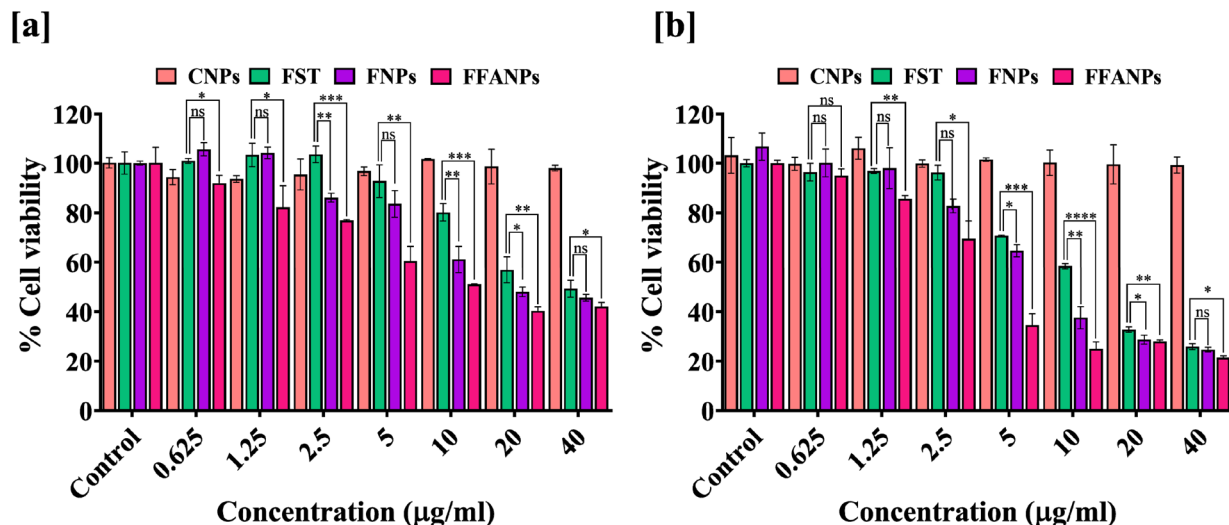 [a]
CNPs FST FNPs FFANPs
% Cell viability
120
100
80
60
40
20
0
* ns
* ns
*** **
** ns
*** **
** *
* ns
Control 0.625 1.25 2.5 5 10 20 40
Concentration (µg/ml)
[b]
CNPs FST FNPs FFANPs
% Cell viability
120
100
80
60
40
20
0
ns ns
** ns
* ns
*** *
**** **
** *
* ns
Control 0.625 1.25 2.5 5 10 20 40
Concentration (µg/ml)